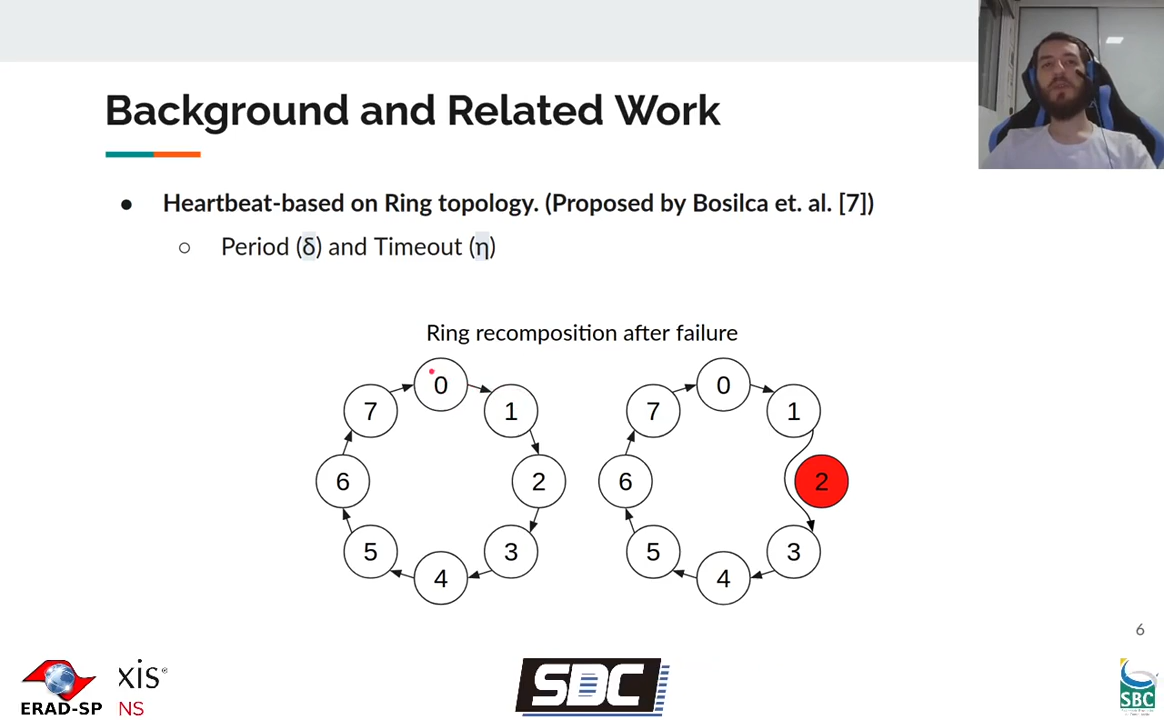 Background and Related Work
● Heartbeat-based on Ring topology. (Proposed by Bosilca et. al. [7])
○ Period (δ) and Timeout (η)
Ring recomposition after failure
0
1
2
3
4
5
6
7
0
1
2
3
4
5
6
7
6
ERAD-SP
xis
NS
SDC
SBC